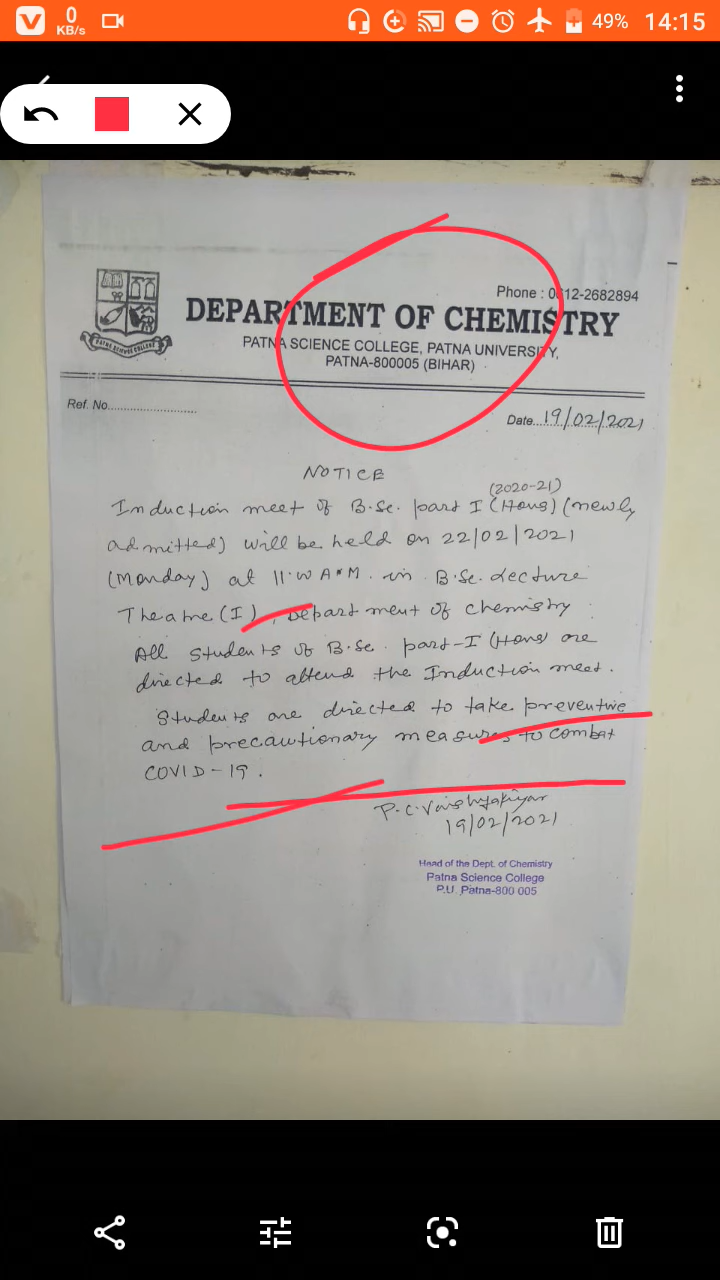 0
KB/s
49%
14:15
Phone : 0612-2682894
DEPARTMENT OF CHEMISTRY
PATNA SCIENCE COLLEGE, PATNA UNIVERSITY,
PATNA-800005 (BIHAR)
PATNA SCIENCE COLLEGE
Ref. No.......................
Date...19/02/2021
NOTICE
(2020-21)
Induction meet of B.Sc. part I (Hons) (newly
admitted) will be held on 22/02/2021
(Monday) at 11.00 A.M. in B.Sc. Lecture
Theatre (I), Department of chemistry.
All students of B.Sc. part-I (Hons) are
directed to attend the Induction meet.
Students are directed to take preventive
and precautionary measures to combat
COVID-19.
19/02/2021
Head of the Dept. of Chemistry
Patna Science College
P.U. Patna-800 005